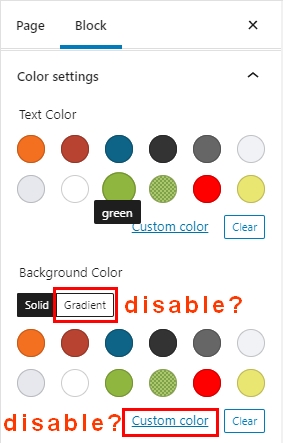 Page Block ×
Color settings
Text Color
green
Custom color Clear
Background Color
Solid Gradient disable?
disable? Custom color Clear